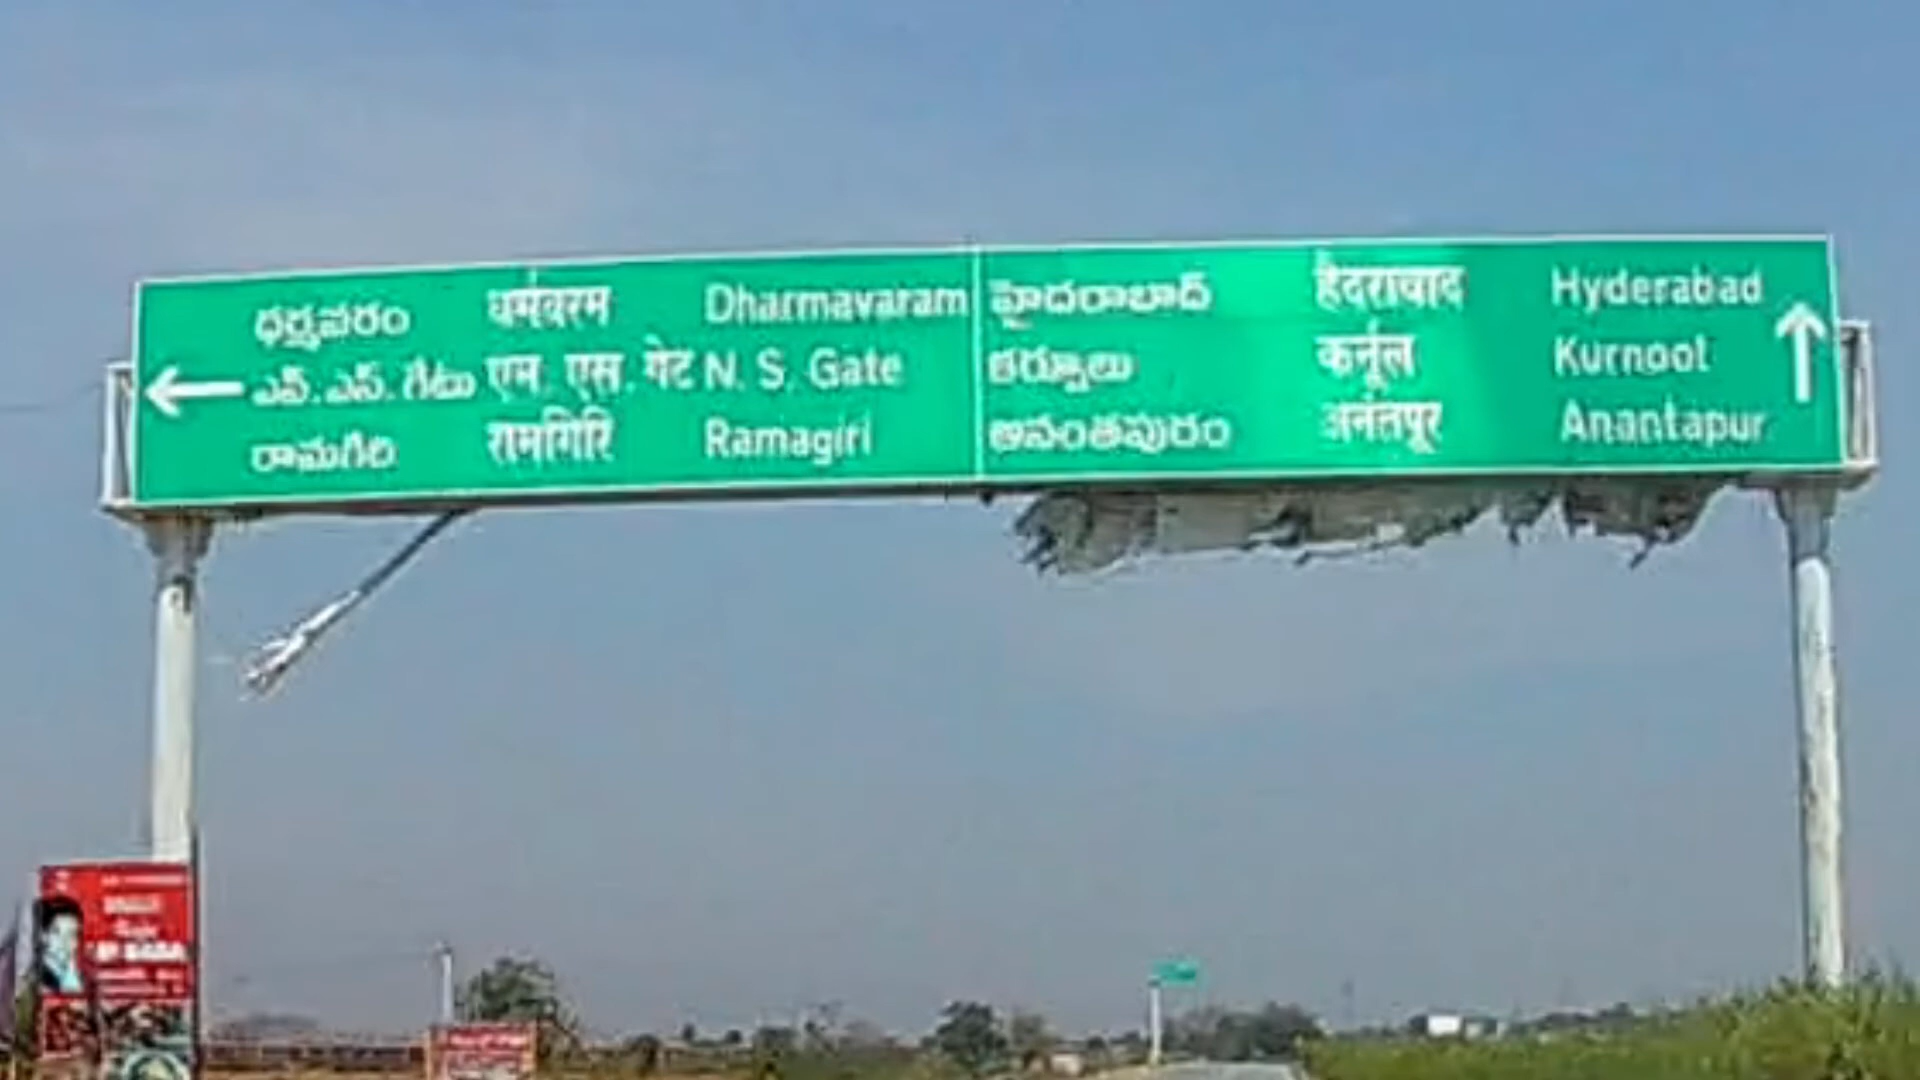 ధర్మవరం धर्मवरम Dharmavaram
ఎన్.ఎస్. గేటు एन. एस. गेट N. S. Gate
రామగిరి रामगिरि Ramagiri
హైదరాబాద్ हैदराबाद Hyderabad
కర్నూలు कर्नूल Kurnool
అనంతపురం अनंतपूर Anantapur